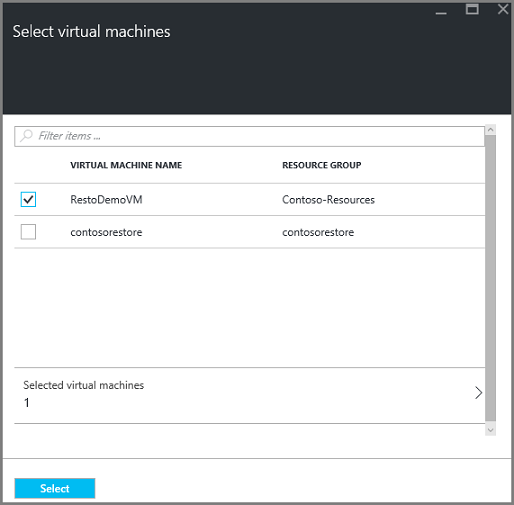 Select virtual machines
Filter items ...
VIRTUAL MACHINE NAME RESOURCE GROUP
RestoDemoVM Contoso-Resources
contosorestore contosorestore
Selected virtual machines
1
Select